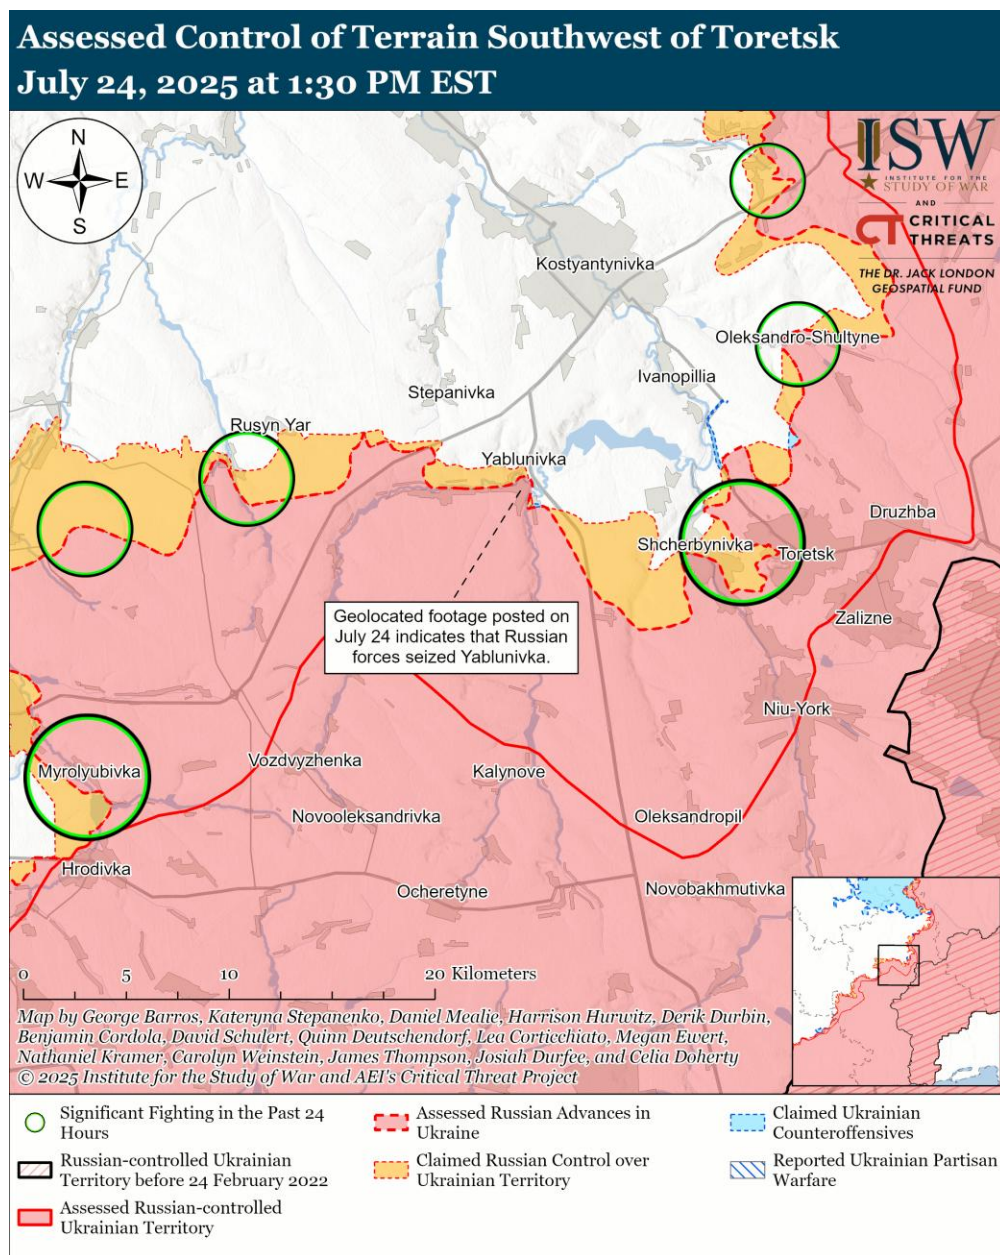 Assessed Control of Terrain Southwest of Toretsk
July 24, 2025 at 1:30 PM EST
N
W
E
S
ISW
INSTITUTE FOR THE
STUDY OF WAR
AND
CT CRITICAL
THREATS
THE DR. JACK LONDON
GEOSPATIAL FUND
Kostyantynivka
Oleksandro-Shultyne
Ivanopillia
Stepanivka
Rusyn Yar
Yablunivka
Druzhba
Shcherbynivka
Toretsk
Geolocated footage posted on
July 24 indicates that Russian
forces seized Yablunivka.
Zalizne
Niu-York
Vozdvyzhenka
Myrolyubivka
Kalynove
Novooleksandrivka
Oleksandropil
Hrodivka
Ocheretyne
Novobakhmutivka
0 5 10 20 Kilometers
Map by George Barros, Kateryna Stepanenko, Daniel Mealie, Harrison Hurwitz, Derik Durbin,
Benjamin Cordola, David Schulert, Quinn Deutschendorf, Lea Corticchiato, Megan Ewert,
Nathaniel Kramer, Carolyn Weinstein, James Thompson, Josiah Durfee, and Celia Doherty
© 2025 Institute for the Study of War and AEI's Critical Threat Project
Significant Fighting in the Past 24
Hours
Russian-controlled Ukrainian
Territory before 24 February 2022
Assessed Russian-controlled
Ukrainian Territory
Assessed Russian Advances in
Ukraine
Claimed Russian Control over
Ukrainian Territory
Claimed Ukrainian
Counteroffensives
Reported Ukrainian Partisan
Warfare